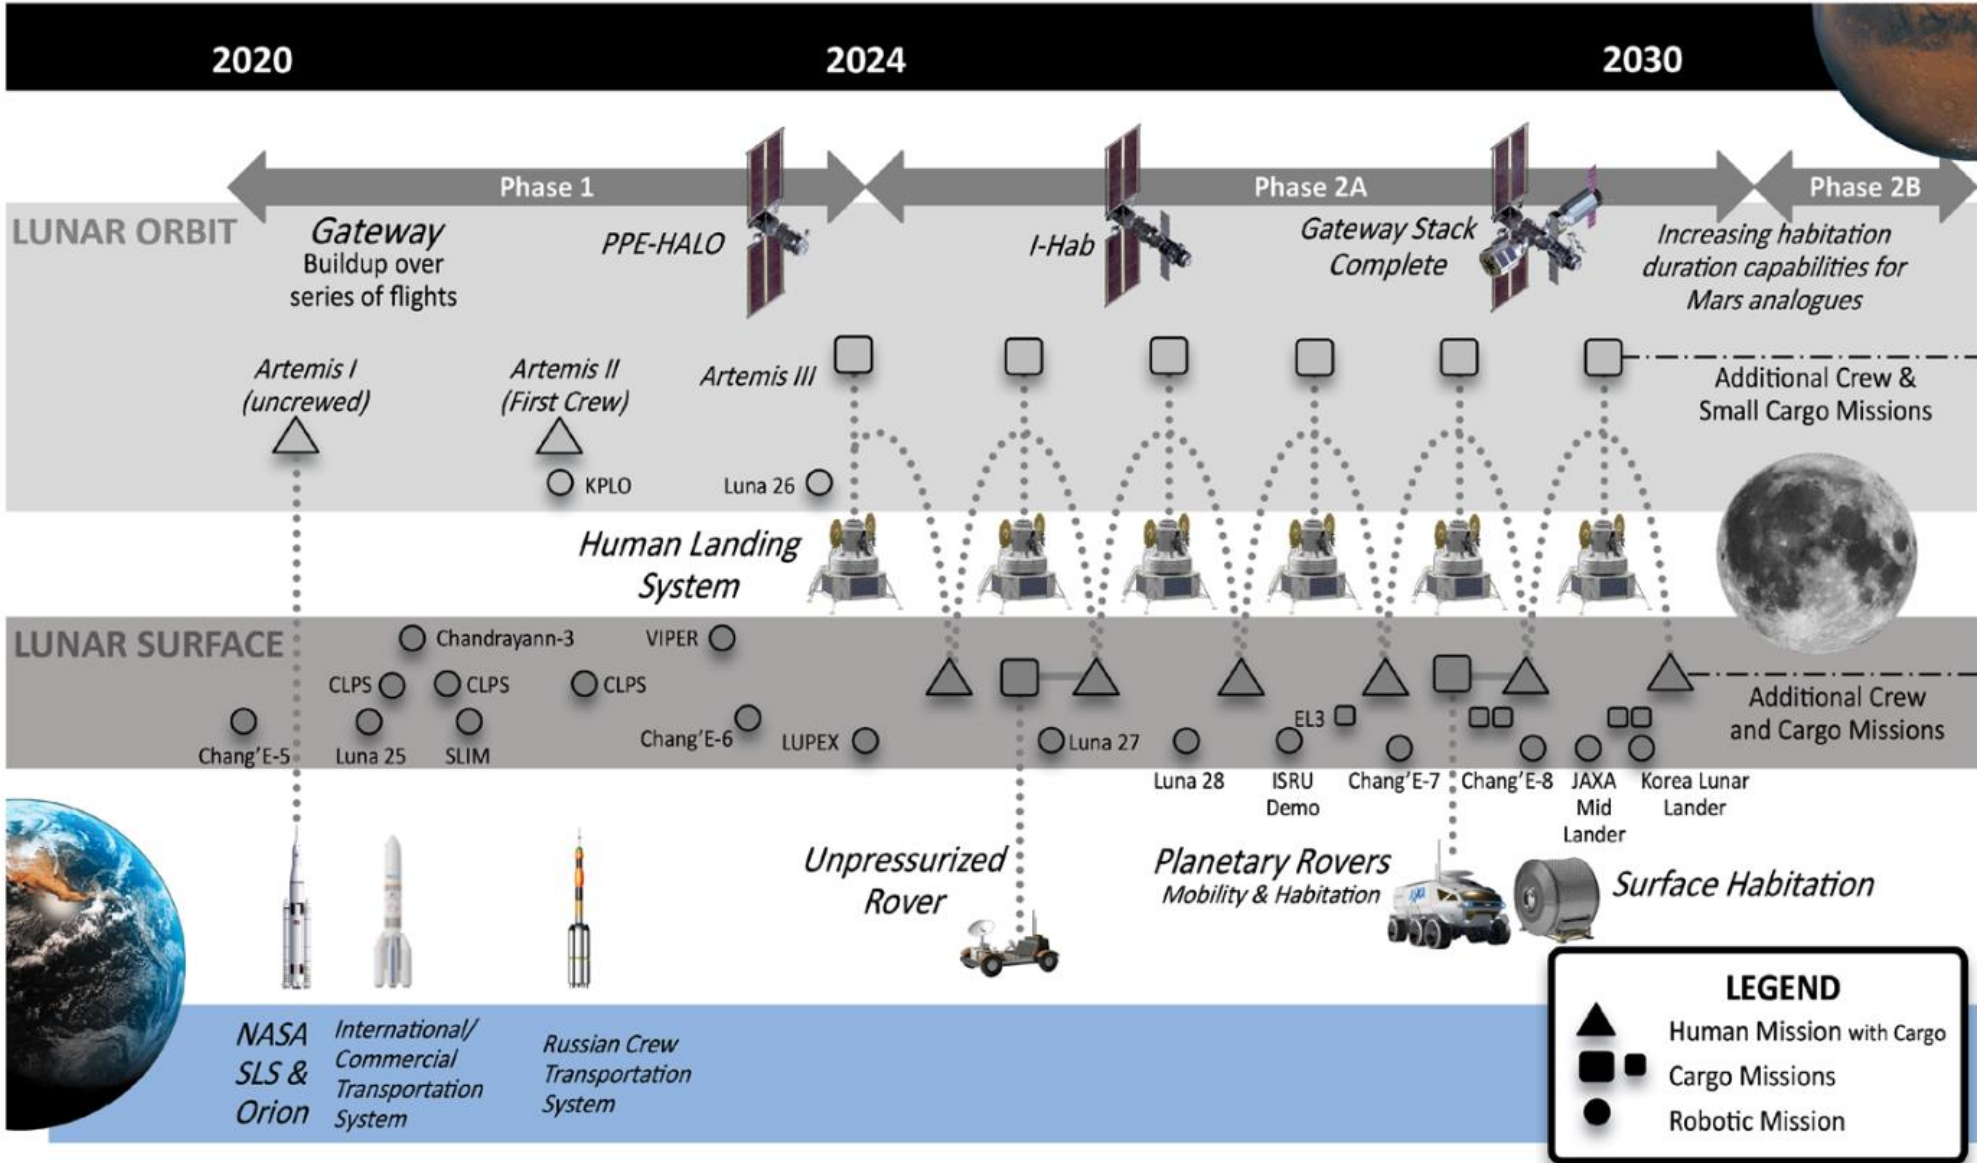 2020
2024
2030
Phase 1
Phase 2A
Phase 2B
LUNAR ORBIT
Gateway
Buildup over
series of flights
PPE-HALO
I-Hab
Gateway Stack
Complete
Increasing habitation
duration capabilities for
Mars analogues
Artemis I
(uncrewed)
Artemis II
(First Crew)
Artemis III
Additional Crew &
Small Cargo Missions
KPLO
Luna 26
Human Landing
System
LUNAR SURFACE
Chandrayann-3
VIPER
CLPS
CLPS
CLPS
Chang'E-5
Luna 25
SLIM
Chang'E-6
LUPEX
Luna 27
Luna 28
ISRU
Demo
EL3
Chang'E-7
Chang'E-8
JAXA
Mid
Lander
Korea Lunar
Lander
Additional Crew
and Cargo Missions
Unpressurized
Rover
Planetary Rovers
Mobility & Habitation
JAXA
Surface Habitation
NASA
SLS &
Orion
International/
Commercial
Transportation
System
Russian Crew
Transportation
System
LEGEND
Human Mission with Cargo
Cargo Missions
Robotic Mission